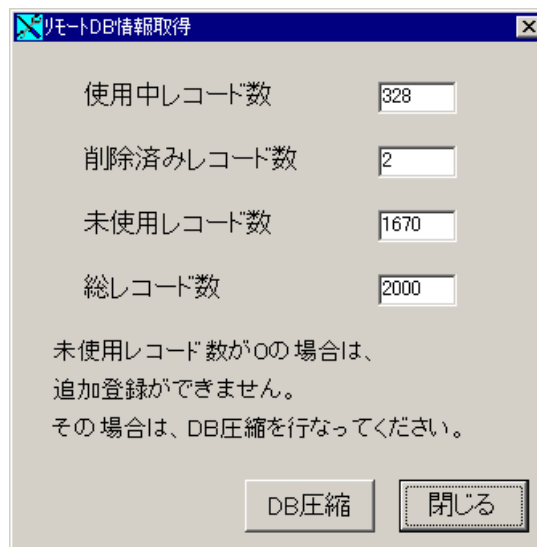 リモートDB情報取得
使用中レコード数 328
削除済みレコード数 2
未使用レコード数 1670
総レコード数 2000
未使用レコード数が0の場合は、
追加登録ができません。
その場合は、DB圧縮を行なってください。
DB圧縮 閉じる